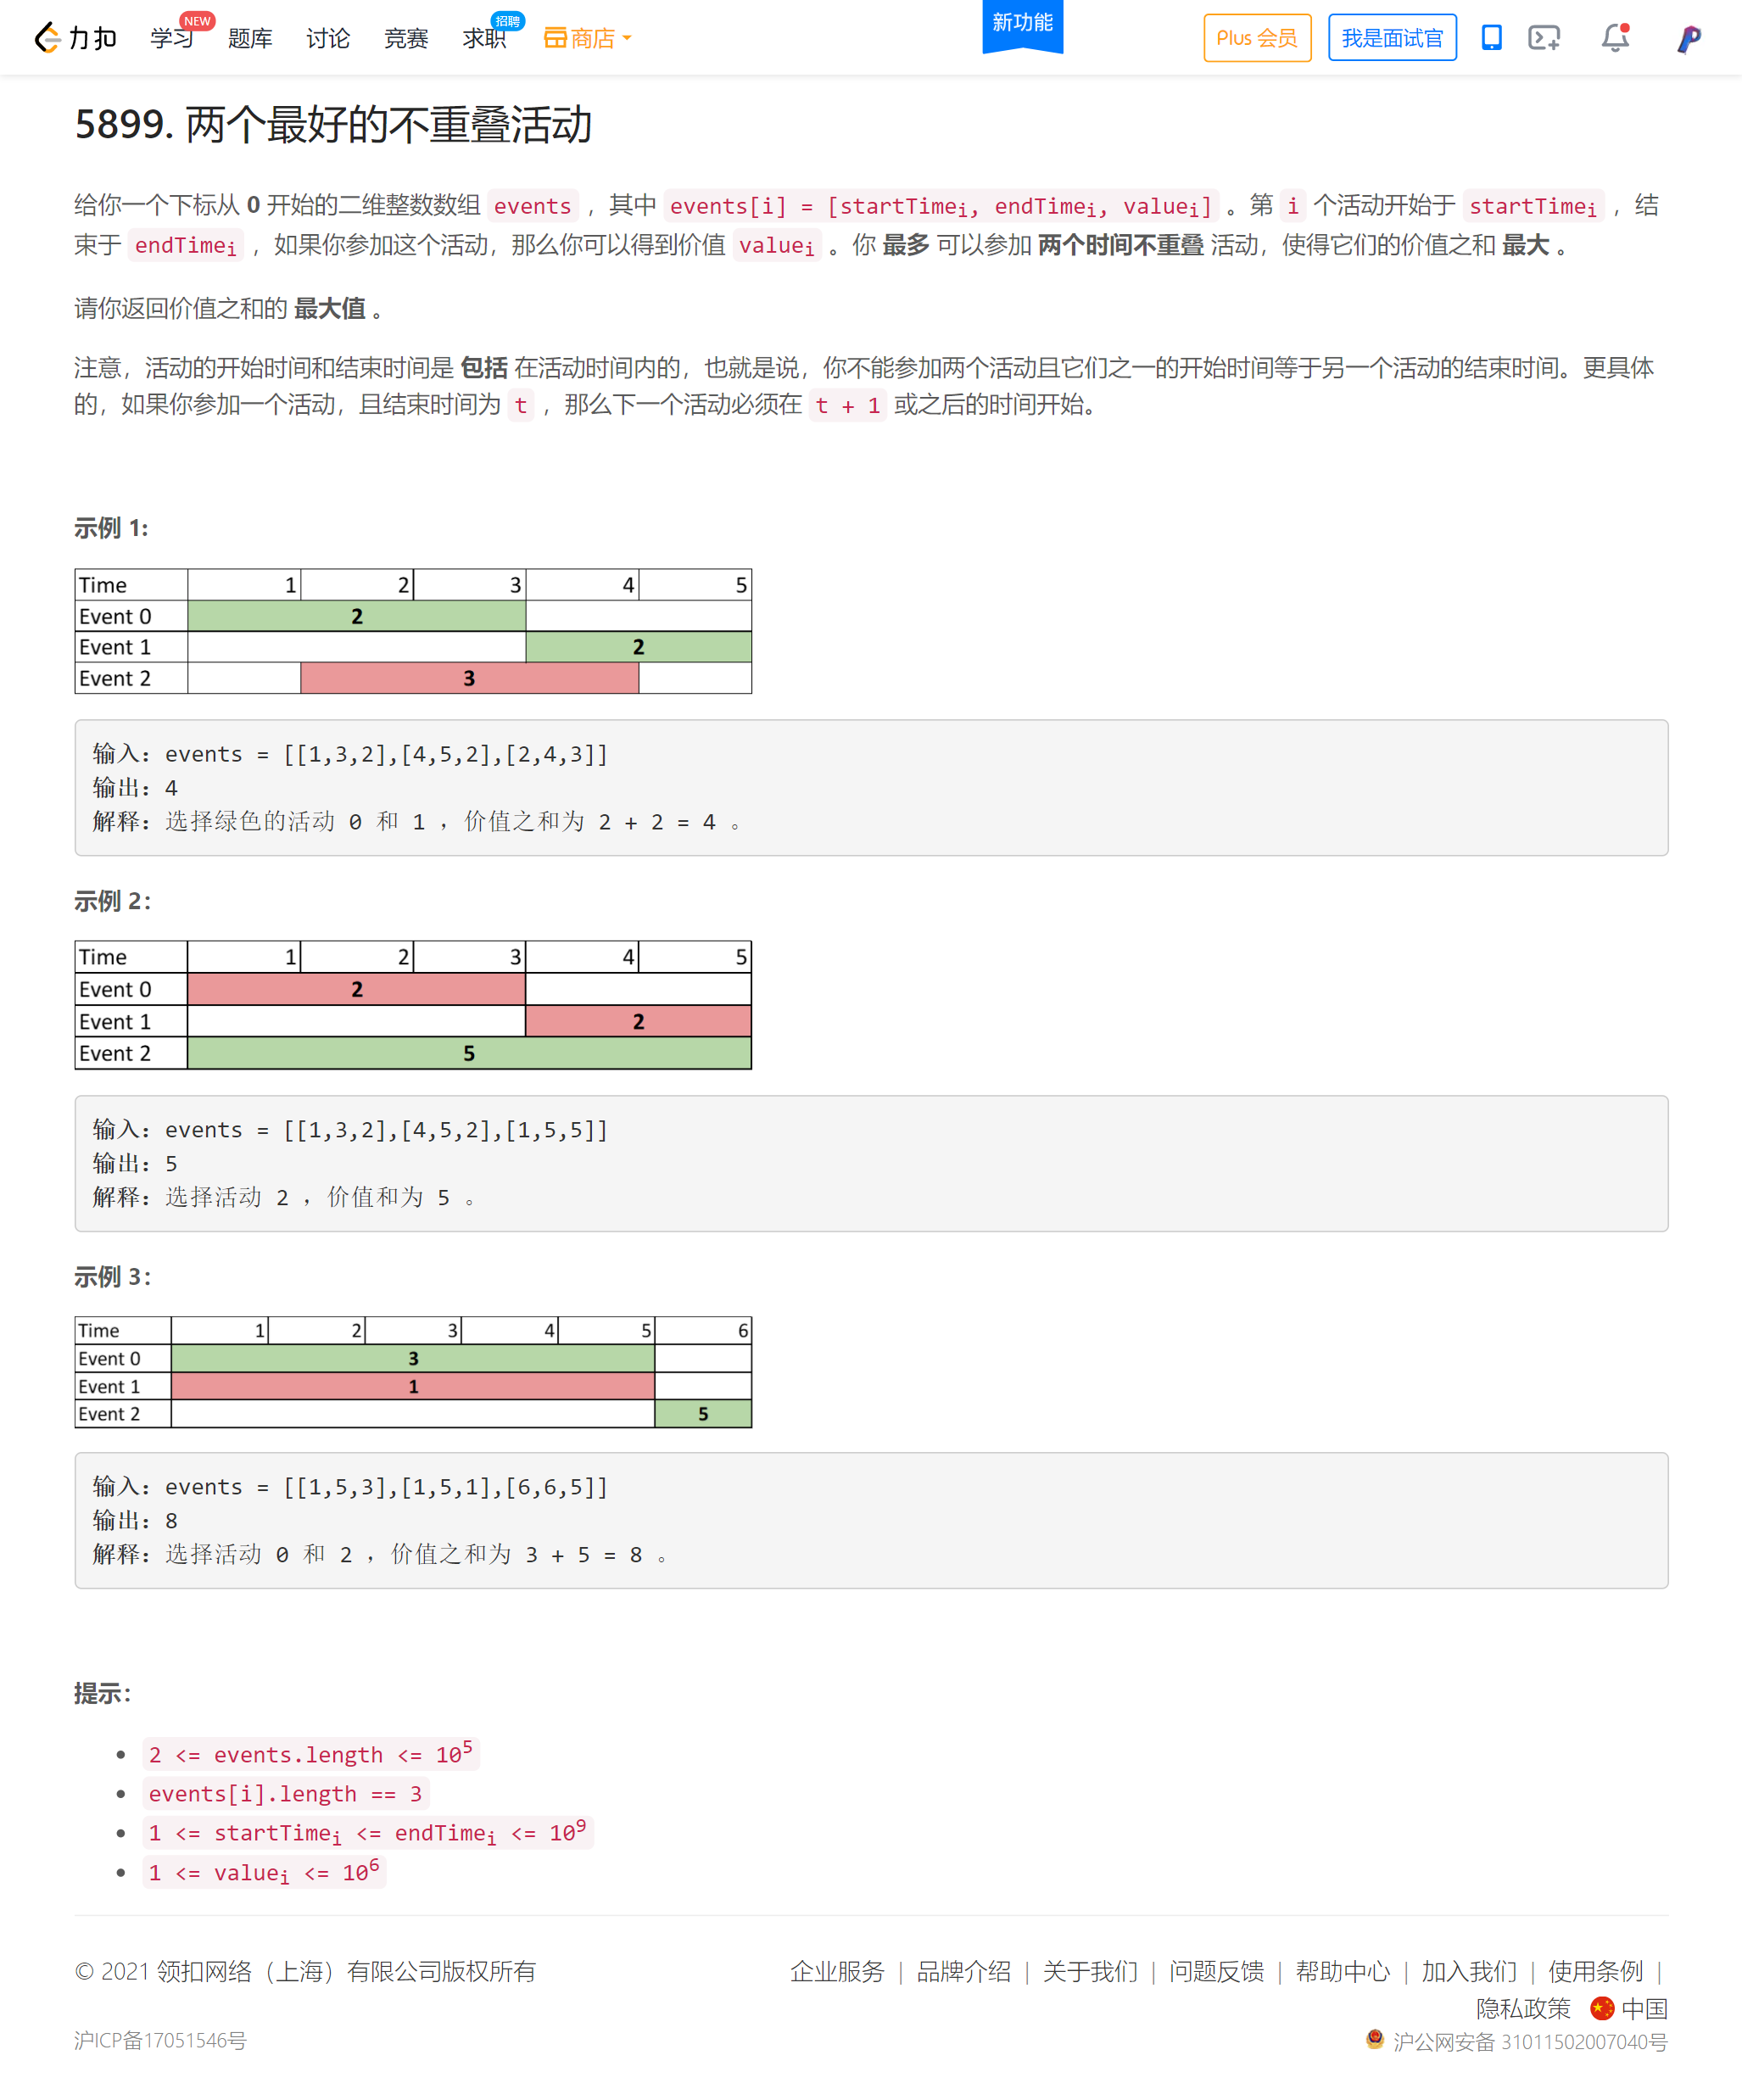 力扣 学习 NEW 题库 讨论 竞赛 求职 招聘 商店 新功能 Plus 会员 我是面试官
5899. 两个最好的不重叠活动
给你一个下标从 0 开始的二维整数数组 events ，其中 events[i] = [startTimei, endTimei, valuei] 。第 i 个活动开始于 startTimei ，结
束于 endTimei ，如果你参加这个活动，那么你可以得到价值 valuei 。你 最多 可以参加 两个时间不重叠 活动，使得它们的价值之和 最大 。
请你返回价值之和的 最大值 。
注意，活动的开始时间和结束时间是 包括 在活动时间内的，也就是说，你不能参加两个活动且它们之一的开始时间等于另一个活动的结束时间。更具体
的，如果你参加一个活动，且结束时间为 t ，那么下一个活动必须在 t + 1 或之后的时间开始。
示例 1:
Time 1 2 3 4 5
Event 0 2
Event 1 2
Event 2 3
输入：events = [[1,3,2],[4,5,2],[2,4,3]]
输出：4
解释：选择绿色的活动 0 和 1 ，价值之和为 2 + 2 = 4 。
示例 2：
Time 1 2 3 4 5
Event 0 2
Event 1 2
Event 2 5
输入：events = [[1,3,2],[4,5,2],[1,5,5]]
输出：5
解释：选择活动 2 ，价值和为 5 。
示例 3：
Time 1 2 3 4 5 6
Event 0 3
Event 1 1
Event 2 5
输入：events = [[1,5,3],[1,5,1],[6,6,5]]
输出：8
解释：选择活动 0 和 2 ，价值之和为 3 + 5 = 8 。
提示：
2 <= events.length <= 10⁵
events[i].length == 3
1 <= startTimei <= endTimei <= 10⁹
1 <= valuei <= 10⁶
© 2021 领扣网络（上海）有限公司版权所有 企业服务 | 品牌介绍 | 关于我们 | 问题反馈 | 帮助中心 | 加入我们 | 使用条例 |
隐私政策 中国
沪ICP备17051546号 沪公网安备 31011502007040号